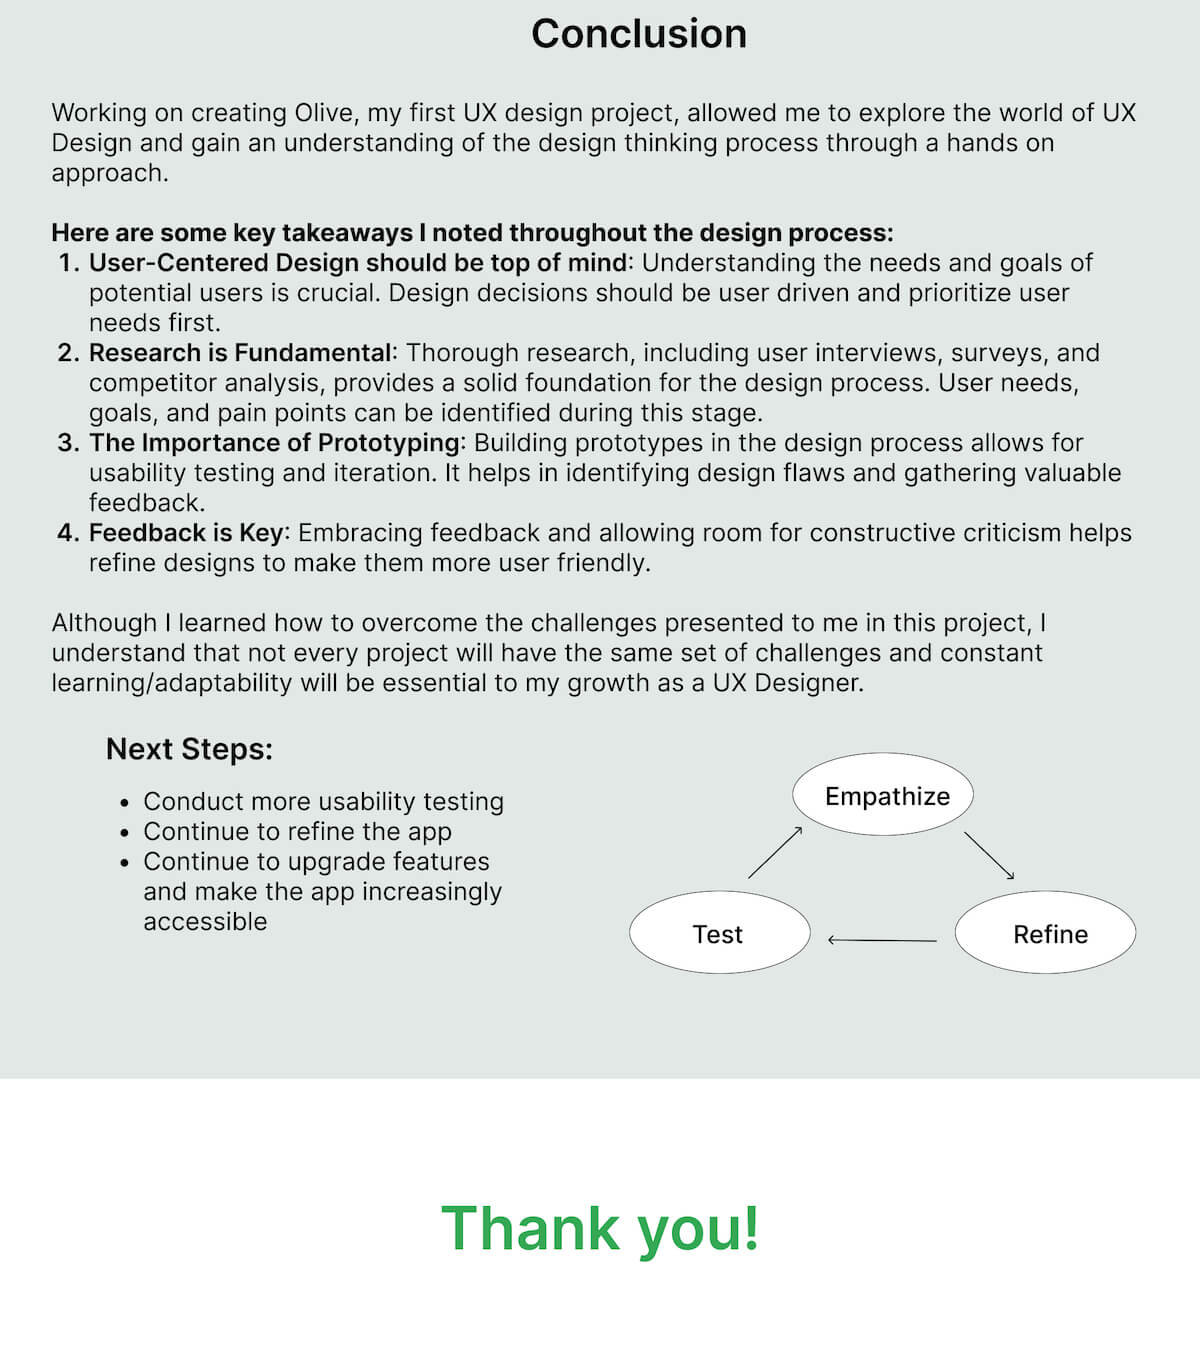 Conclusion
Working on creating Olive, my first UX design project, allowed me to explore the world of UX
Design and gain an understanding of the design thinking process through a hands on
approach.
Here are some key takeaways I noted throughout the design process:
1. User-Centered Design should be top of mind: Understanding the needs and goals of
potential users is crucial. Design decisions should be user driven and prioritize user
needs first.
2. Research is Fundamental: Thorough research, including user interviews, surveys, and
competitor analysis, provides a solid foundation for the design process. User needs,
goals, and pain points can be identified during this stage.
3. The Importance of Prototyping: Building prototypes in the design process allows for
usability testing and iteration. It helps in identifying design flaws and gathering valuable
feedback.
4. Feedback is Key: Embracing feedback and allowing room for constructive criticism helps
refine designs to make them more user friendly.
Although I learned how to overcome the challenges presented to me in this project, I
understand that not every project will have the same set of challenges and constant
learning/adaptability will be essential to my growth as a UX Designer.
Next Steps:
• Conduct more usability testing
• Continue to refine the app
• Continue to upgrade features
and make the app increasingly
accessible
Empathize
Test
Refine
Thank you!